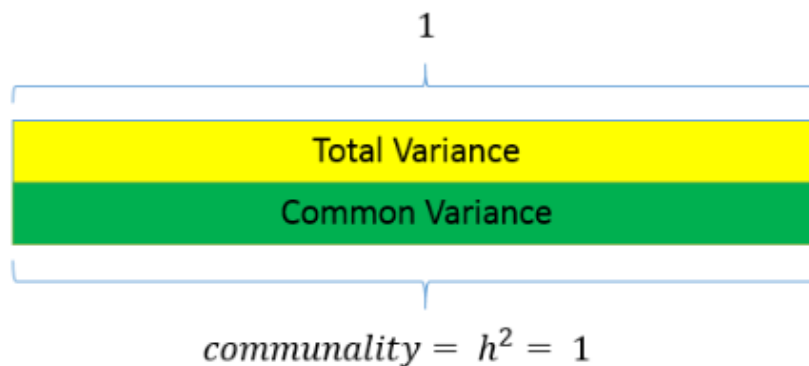 1
Total Variance
Common Variance
communality = h² = 1